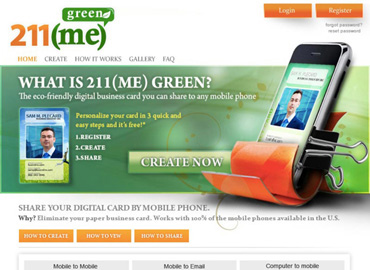 green
211(me)
Login
Register
forgot password?
reset password
HOME CREATE HOW IT WORKS GALLERY FAQ
WHAT IS 211(ME) GREEN?
The eco-friendly digital business card you can share to any mobile phone
Personalize your card in 3 quick and
easy steps and it's free!*
1.REGISTER
2.CREATE
3.SHARE
CREATE NOW
SHARE YOUR DIGITAL CARD BY MOBILE PHONE.
Why? Eliminate your paper business card. Works with 100% of the mobile phones available in the U.S.
HOW TO CREATE
HOW TO VEW
HOW TO SHARE
Mobile to Mobile
Mobile to Email
Computer to mobile